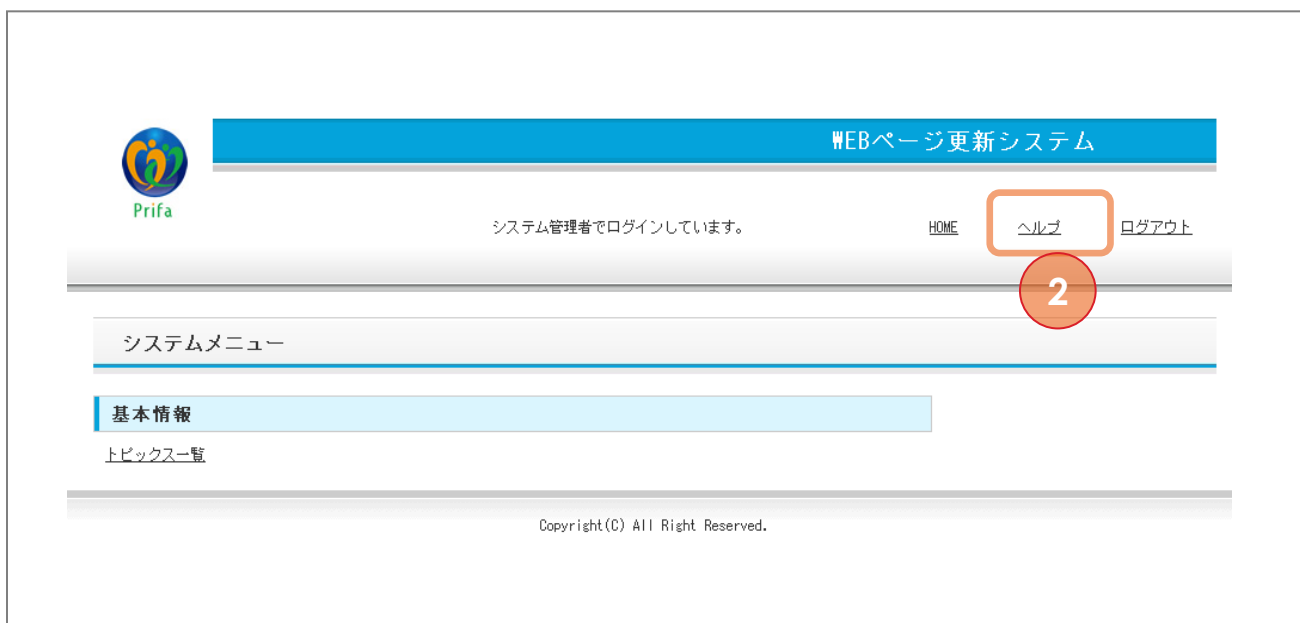 WEBページ更新システム
Prifa
システム管理者でログインしています。 HOME ヘルプ ログアウト
2
システムメニュー
基本情報
トピックス一覧
Copyright(C) All Right Reserved.